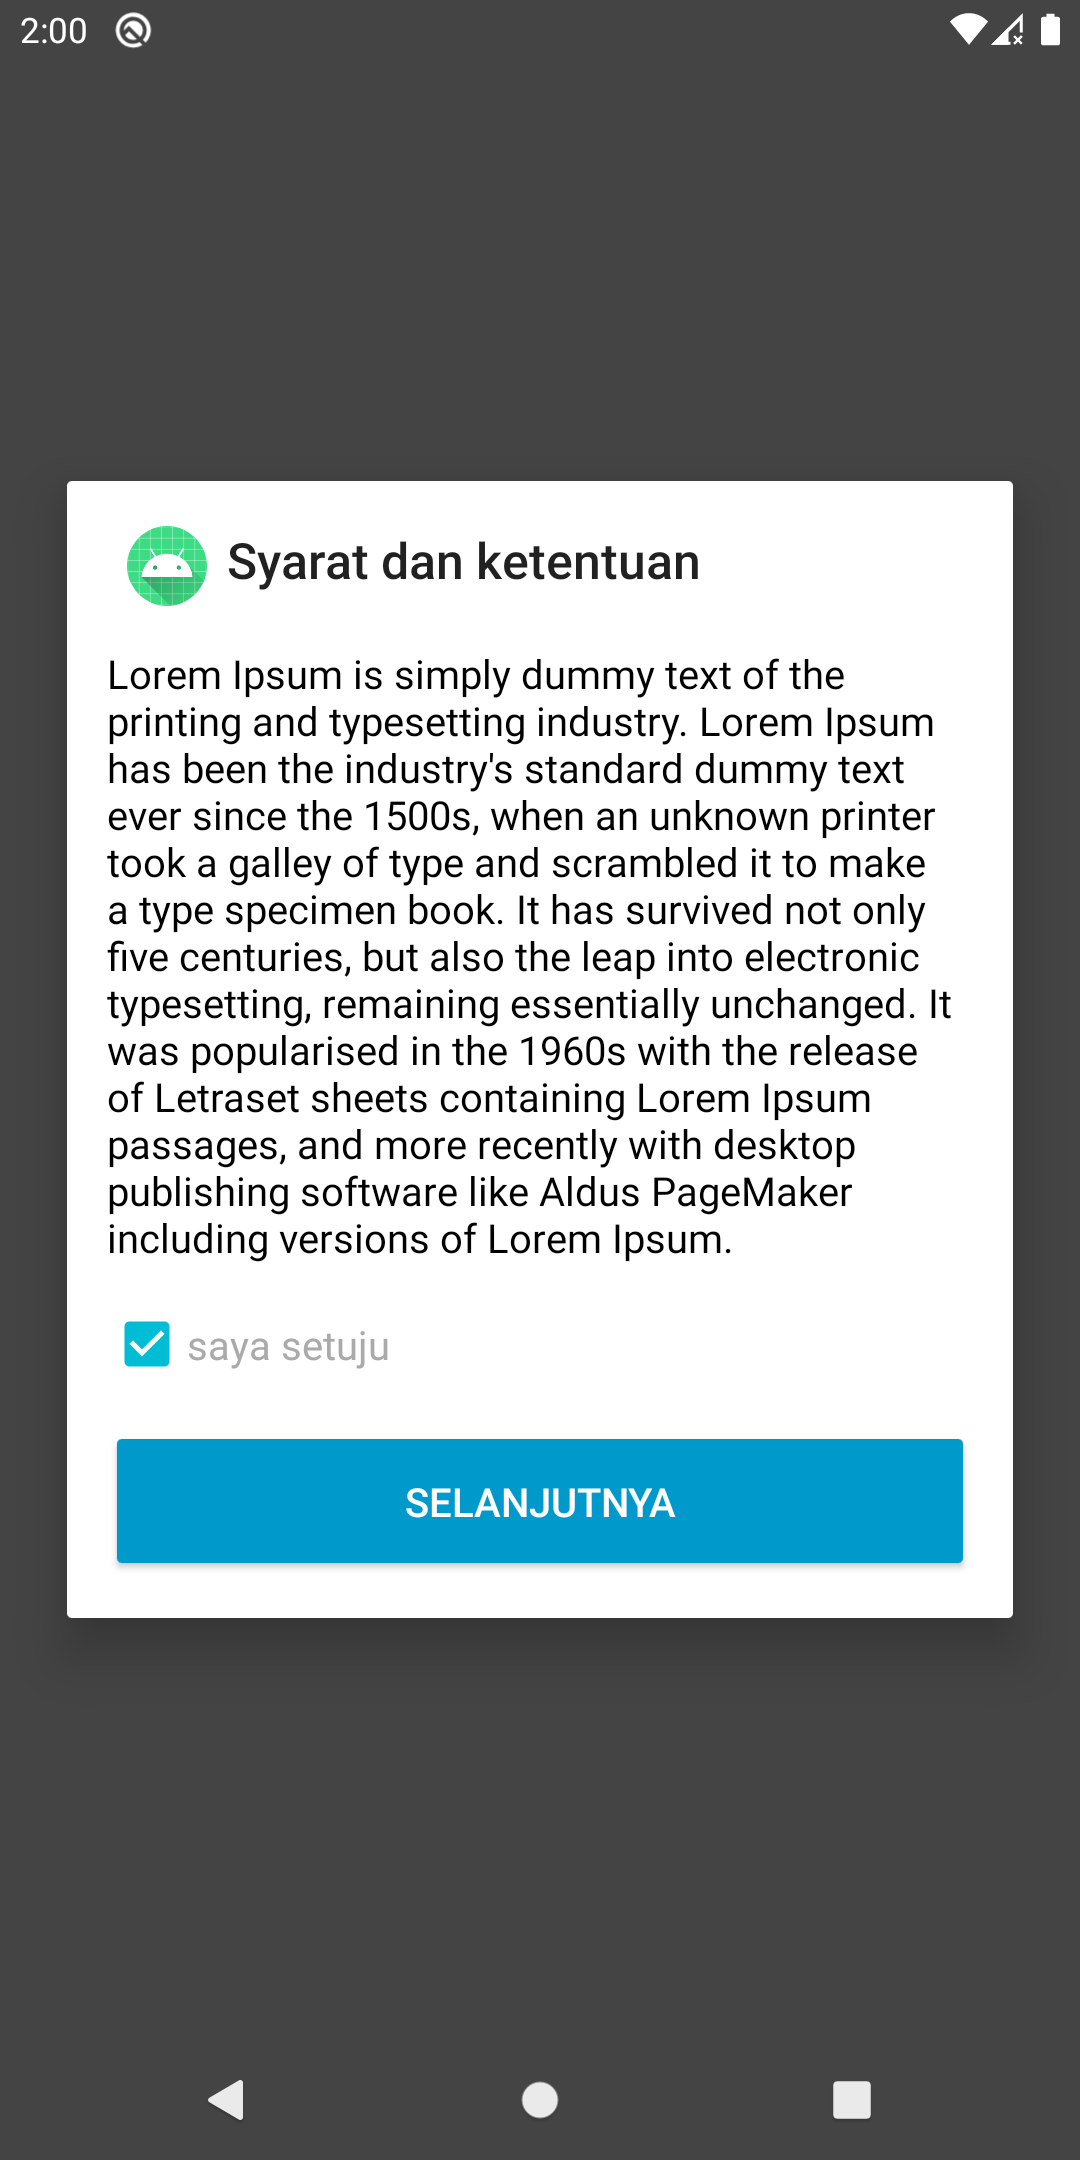 2:00
Syarat dan ketentuan
Lorem Ipsum is simply dummy text of the
printing and typesetting industry. Lorem Ipsum
has been the industry's standard dummy text
ever since the 1500s, when an unknown printer
took a galley of type and scrambled it to make
a type specimen book. It has survived not only
five centuries, but also the leap into electronic
typesetting, remaining essentially unchanged. It
was popularised in the 1960s with the release
of Letraset sheets containing Lorem Ipsum
passages, and more recently with desktop
publishing software like Aldus PageMaker
including versions of Lorem Ipsum.
saya setuju
SELANJUTNYA